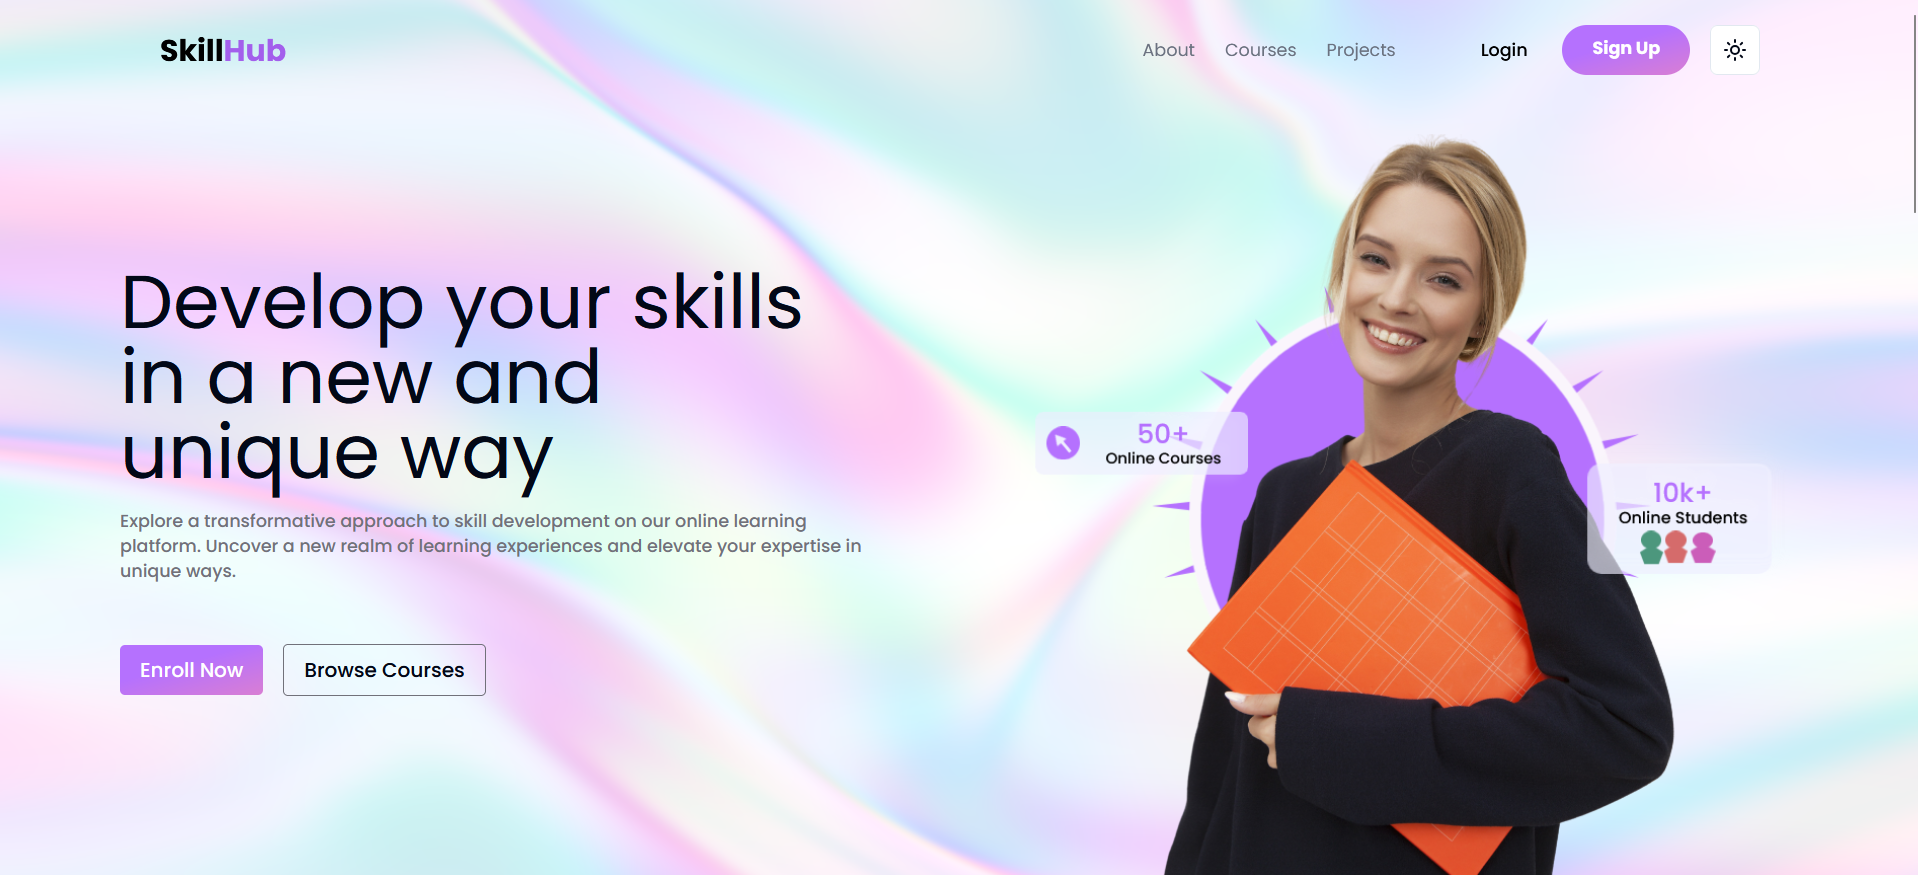 SkillHub
About Courses Projects Login Sign Up
Develop your skills
in a new and
unique way
Explore a transformative approach to skill development on our online learning
platform. Uncover a new realm of learning experiences and elevate your expertise in
unique ways.
Enroll Now Browse Courses
50+
Online Courses
10k+
Online Students